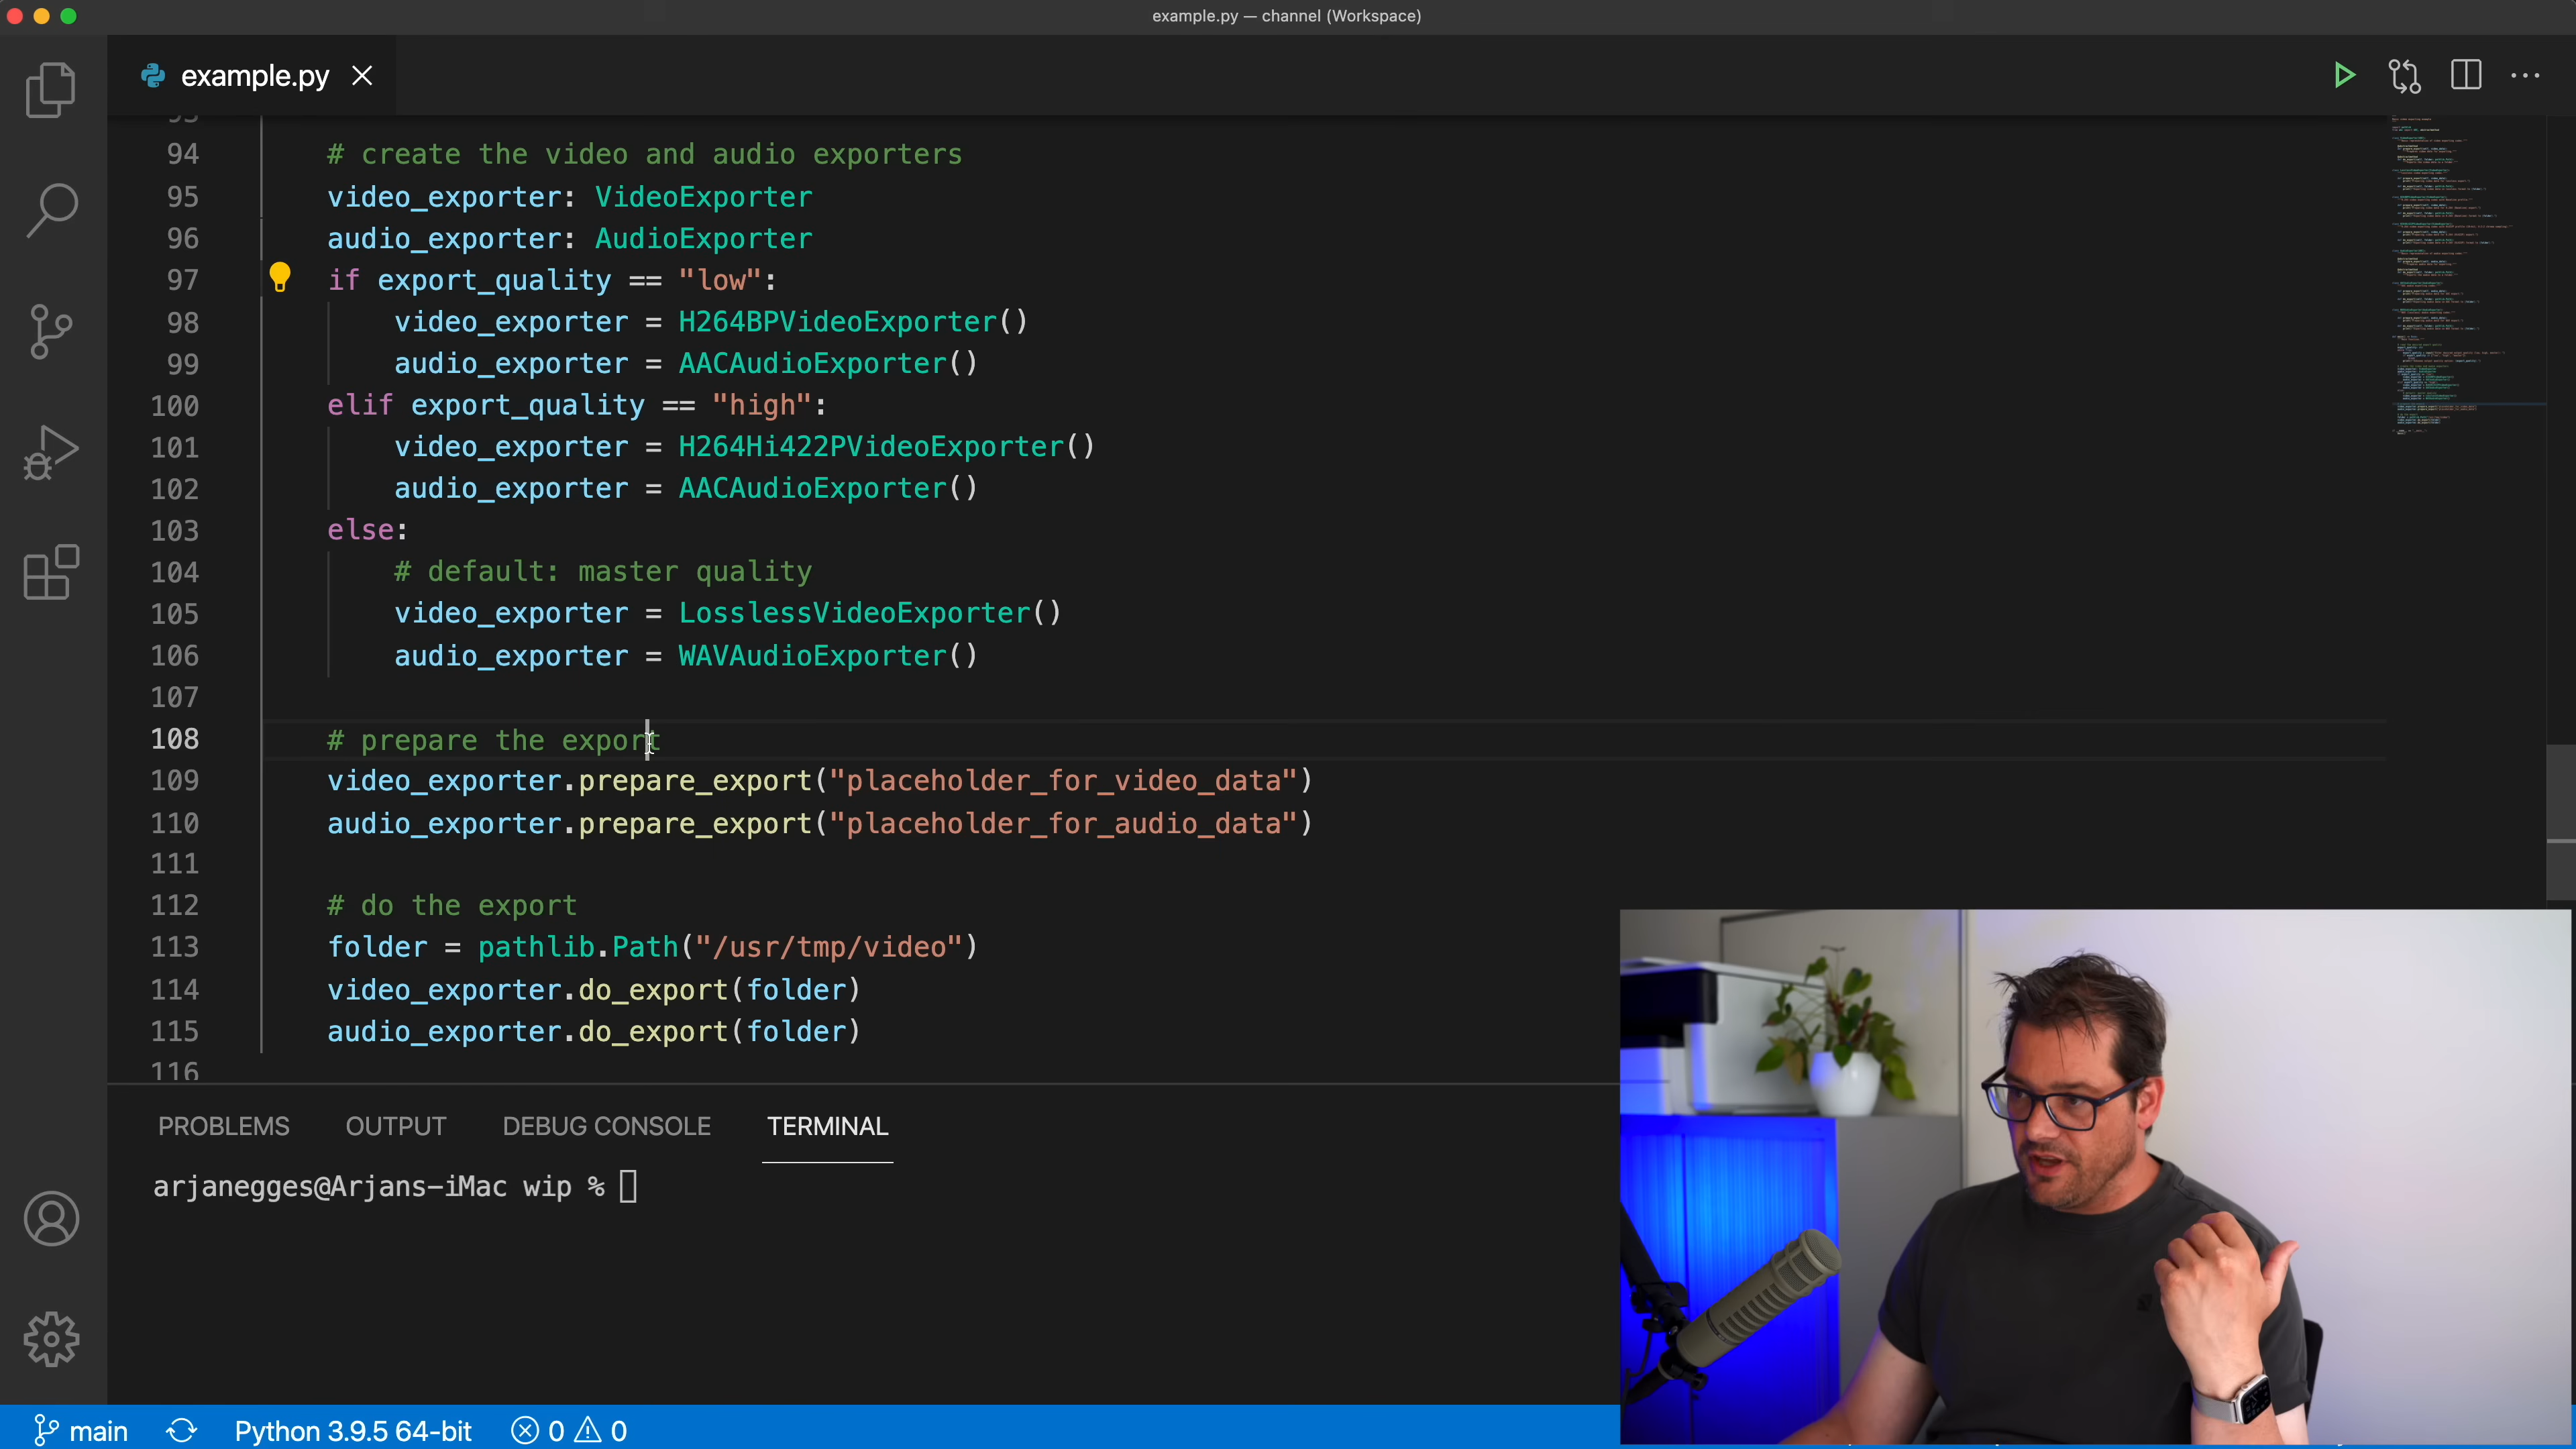 example.py — channel (Workspace)
example.py
94 # create the video and audio exporters
95 video_exporter: VideoExporter
96 audio_exporter: AudioExporter
97 if export_quality == "low":
98 video_exporter = H264BPVideoExporter()
99 audio_exporter = AACAudioExporter()
100 elif export_quality == "high":
101 video_exporter = H264Hi422PVideoExporter()
102 audio_exporter = AACAudioExporter()
103 else:
104 # default: master quality
105 video_exporter = LosslessVideoExporter()
106 audio_exporter = WAVAudioExporter()
107
108 # prepare the export
109 video_exporter.prepare_export("placeholder_for_video_data")
110 audio_exporter.prepare_export("placeholder_for_audio_data")
111
112 # do the export
113 folder = pathlib.Path("/usr/tmp/video")
114 video_exporter.do_export(folder)
115 audio_exporter.do_export(folder)
116
PROBLEMS OUTPUT DEBUG CONSOLE TERMINAL
arjanegges@Arjans-iMac wip %
main Python 3.9.5 64-bit 0 0